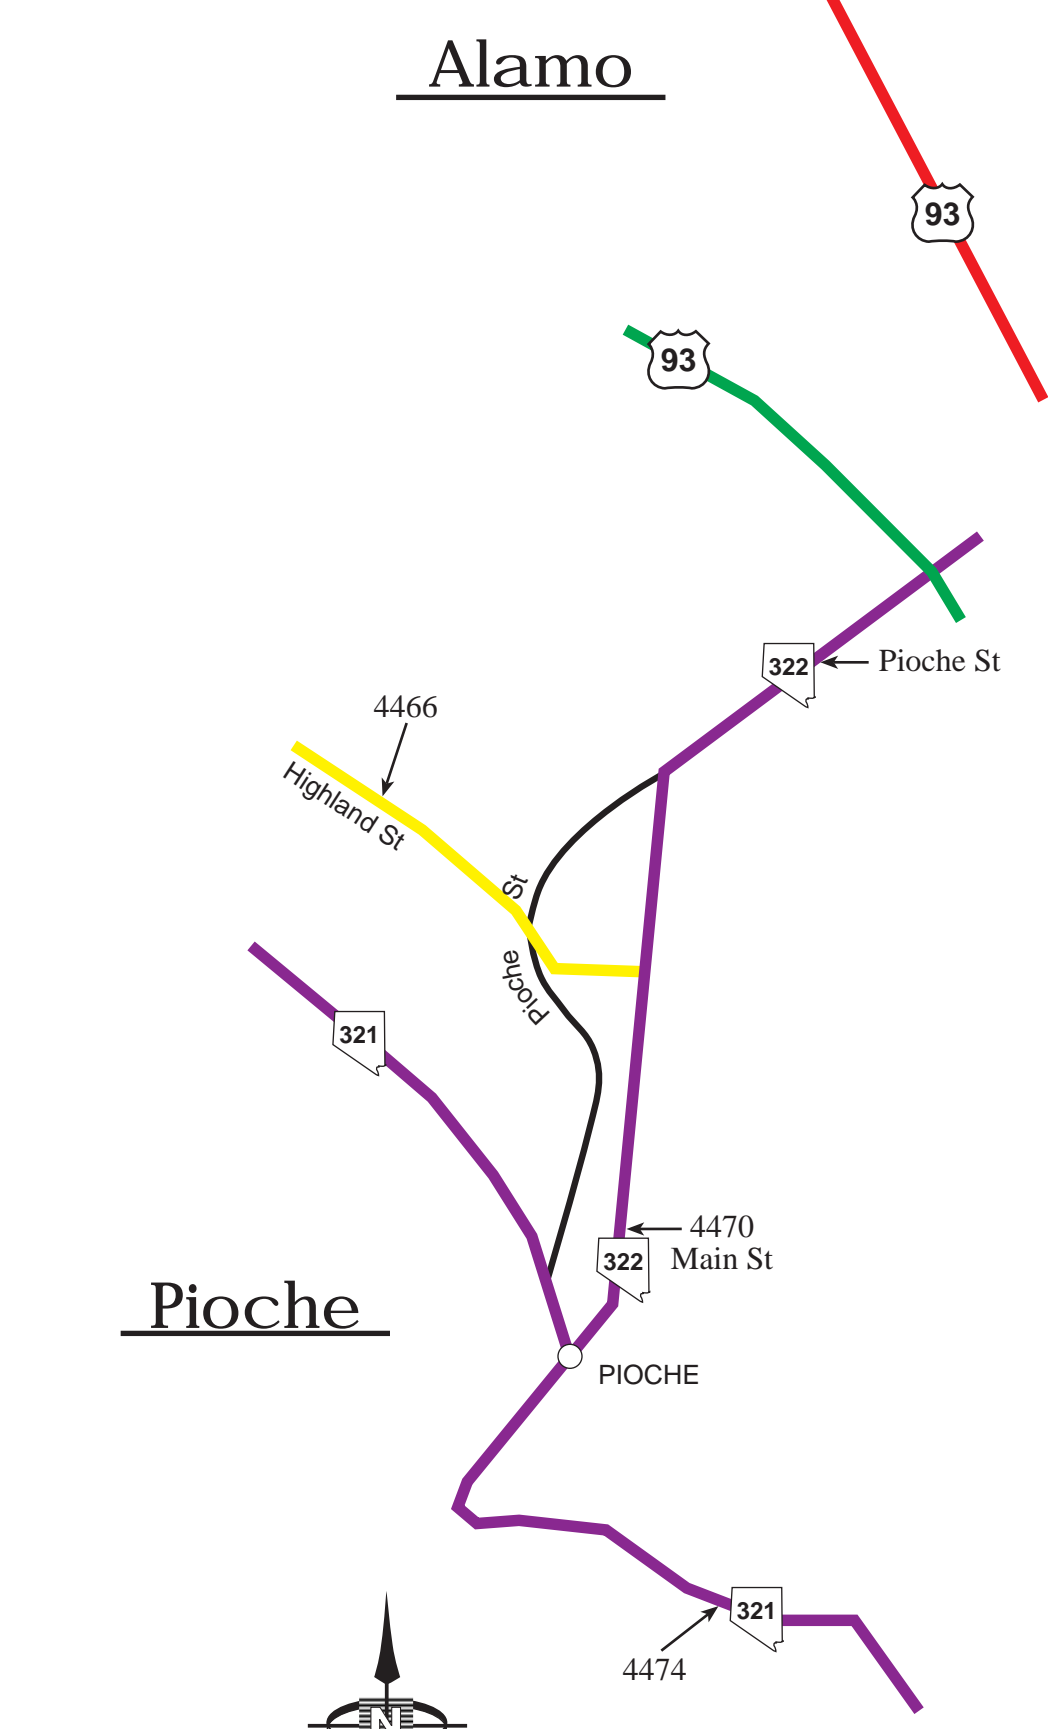 Alamo
93
93
322
Pioche St
4466
Highland St
Pioche St
321
4470
Main St
322
Pioche
PIOCHE
321
4474
N